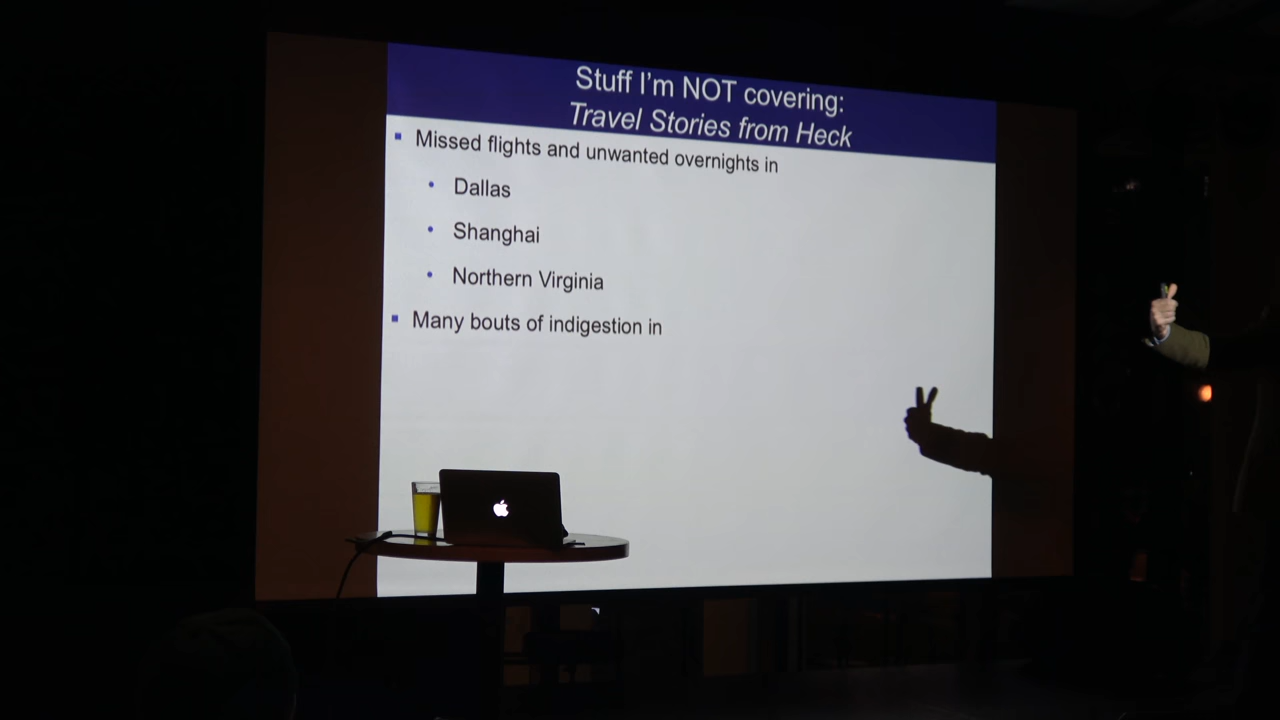 Stuff I'm NOT covering:
Travel Stories from Heck
Missed flights and unwanted overnights in
Dallas
Shanghai
Northern Virginia
Many bouts of indigestion in